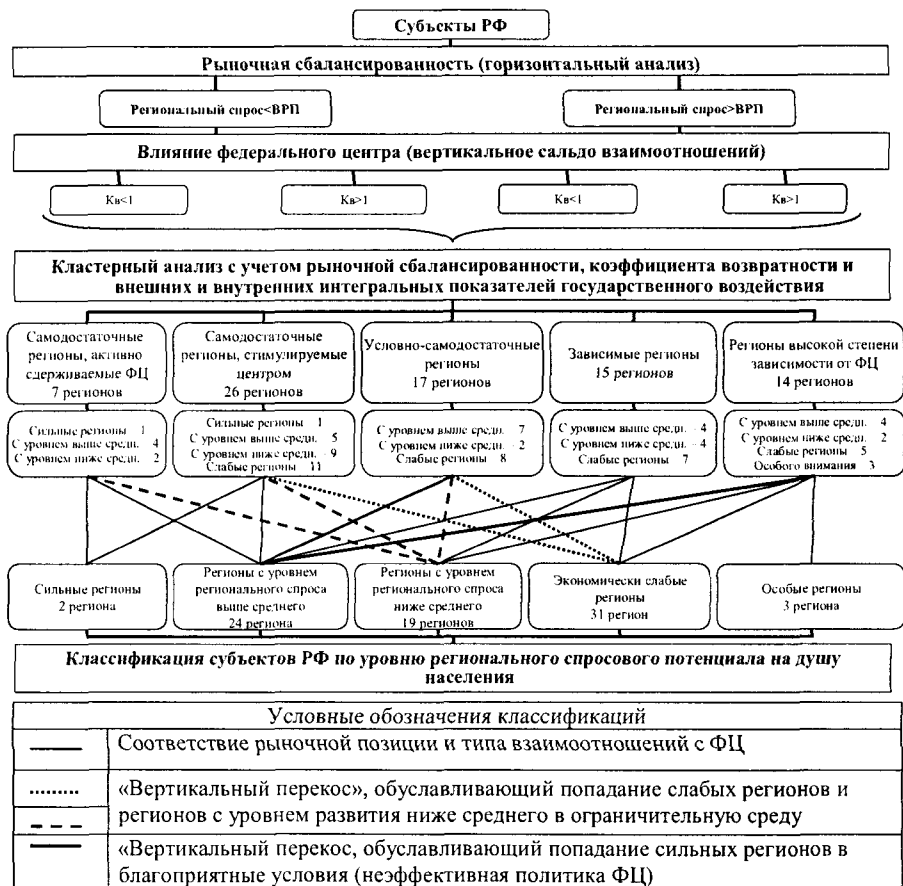 Субъекты РФ
Рыночная сбалансированность (горизонтальный анализ)
Региональный спрос<ВРП
Региональный спрос>ВРП
Влияние федерального центра (вертикальное сальдо взаимоотношений)
Кв<1
Кв>1
Кв<1
Кв>1
Кластерный анализ с учетом рыночной сбалансированности, коэффициента возвратности и
внешних и внутренних интегральных показателей государственного воздействия
Самодостаточные
регионы, активно
сдерживаемые ФЦ
7 регионов
Самодостаточные
регионы, стимулируемые
центром
26 регионов
Условно-самодостаточные
регионы
17 регионов
Зависимые регионы
15 регионов
Регионы высокой степени
зависимости от ФЦ
14 регионов
Сильные регионы 1
С уровнем выше средн. 4
С уровнем ниже средн. 2
Сильные регионы 1
С уровнем выше средн. 5
С уровнем ниже средн. 9
Слабые регионы 11
С уровнем выше средн. 7
С уровнем ниже средн. 2
Слабые регионы 8
С уровнем выше средн. 4
С уровнем ниже средн. 4
Слабые регионы 7
С уровнем выше средн. 4
С уровнем ниже средн. 2
Слабые регионы 5
Особого внимания 3
Сильные регионы
2 региона
Регионы с уровнем
регионального спроса
выше среднего
24 региона
Регионы с уровнем
регионального спроса
ниже среднего
19 регионов
Экономически слабые
регионы
31 регион
Особые регионы
3 региона
Классификация субъектов РФ по уровню регионального спросового потенциала на душу
населения
Условные обозначения классификаций
Соответствие рыночной позиции и типа взаимоотношений с ФЦ
«Вертикальный перекос», обуславливающий попадание слабых регионов и
регионов с уровнем развития ниже среднего в ограничительную среду
«Вертикальный перекос, обуславливающий попадание сильных регионов в
благоприятные условия (неэффективная политика ФЦ)